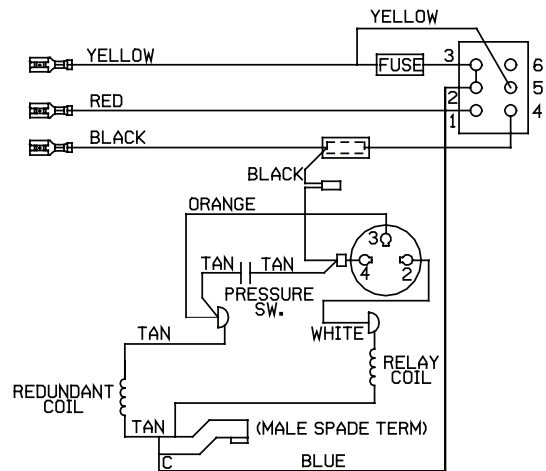 YELLOW
YELLOW
FUSE
3
6
5
RED
2
1
4
BLACK
BLACK
ORANGE
3
TAN
TAN
4
2
PRESSURE
SW.
WHITE
TAN
RELAY
COIL
REDUNDANT
COIL
TAN
(MALE SPADE TERM)
C
BLUE